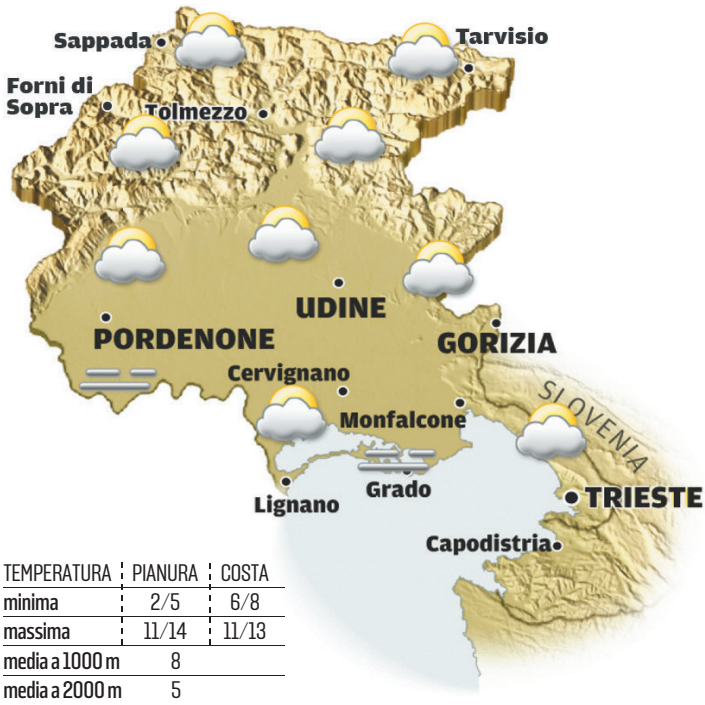 Sappada
Tarvisio
Forni di
Sopra
Tolmezzo
UDINE
PORDENONE
GORIZIA
Cervignano
SLOVENIA
Monfalcone
Grado
Lignano
TRIESTE
Capodistria
TEMPERATURA PIANURA COSTA
minima 2/5 6/8
massima 11/14 11/13
media a 1000 m 8
media a 2000 m 5